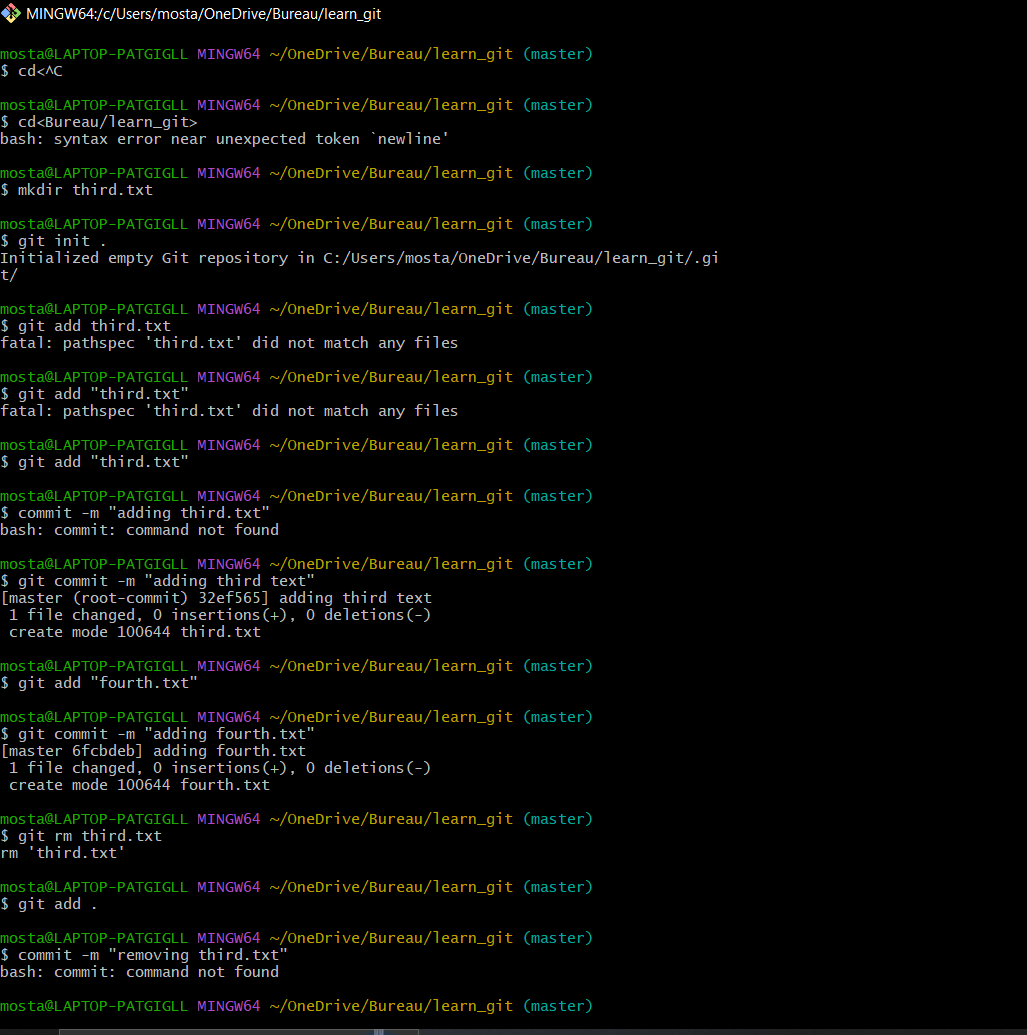 MINGW64:/c/Users/mosta/OneDrive/Bureau/learn_git
mosta@LAPTOP-PATGIGLL MINGW64 ~/OneDrive/Bureau/learn_git (master)
$ cd<^C
mosta@LAPTOP-PATGIGLL MINGW64 ~/OneDrive/Bureau/learn_git (master)
$ cd<Bureau/learn_git>
bash: syntax error near unexpected token `newline'
mosta@LAPTOP-PATGIGLL MINGW64 ~/OneDrive/Bureau/learn_git (master)
$ mkdir third.txt
mosta@LAPTOP-PATGIGLL MINGW64 ~/OneDrive/Bureau/learn_git (master)
$ git init .
Initialized empty Git repository in C:/Users/mosta/OneDrive/Bureau/learn_git/.gi
t/
mosta@LAPTOP-PATGIGLL MINGW64 ~/OneDrive/Bureau/learn_git (master)
$ git add third.txt
fatal: pathspec 'third.txt' did not match any files
mosta@LAPTOP-PATGIGLL MINGW64 ~/OneDrive/Bureau/learn_git (master)
$ git add "third.txt"
fatal: pathspec 'third.txt' did not match any files
mosta@LAPTOP-PATGIGLL MINGW64 ~/OneDrive/Bureau/learn_git (master)
$ git add "third.txt"
mosta@LAPTOP-PATGIGLL MINGW64 ~/OneDrive/Bureau/learn_git (master)
$ commit -m "adding third.txt"
bash: commit: command not found
mosta@LAPTOP-PATGIGLL MINGW64 ~/OneDrive/Bureau/learn_git (master)
$ git commit -m "adding third text"
[master (root-commit) 32ef565] adding third text
 1 file changed, 0 insertions(+), 0 deletions(-)
 create mode 100644 third.txt
mosta@LAPTOP-PATGIGLL MINGW64 ~/OneDrive/Bureau/learn_git (master)
$ git add "fourth.txt"
mosta@LAPTOP-PATGIGLL MINGW64 ~/OneDrive/Bureau/learn_git (master)
$ git commit -m "adding fourth.txt"
[master 6fcbdeb] adding fourth.txt
 1 file changed, 0 insertions(+), 0 deletions(-)
 create mode 100644 fourth.txt
mosta@LAPTOP-PATGIGLL MINGW64 ~/OneDrive/Bureau/learn_git (master)
$ git rm third.txt
rm 'third.txt'
mosta@LAPTOP-PATGIGLL MINGW64 ~/OneDrive/Bureau/learn_git (master)
$ git add .
mosta@LAPTOP-PATGIGLL MINGW64 ~/OneDrive/Bureau/learn_git (master)
$ commit -m "removing third.txt"
bash: commit: command not found
mosta@LAPTOP-PATGIGLL MINGW64 ~/OneDrive/Bureau/learn_git (master)